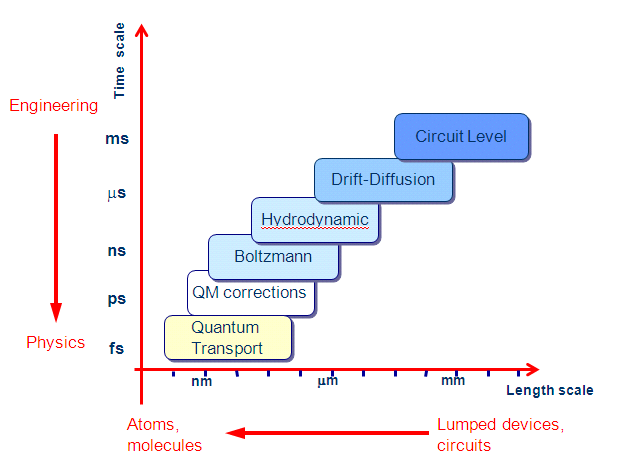 Time scale
Engineering
ms
Circuit Level
Drift-Diffusion
μs
Hydrodynamic
ns
Boltzmann
ps
QM corrections
Physics
fs
Quantum
Transport
nm
μm
mm
Length scale
Atoms,
molecules
Lumped devices,
circuits